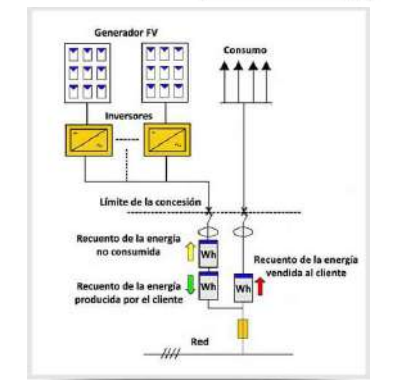 Generador FV
Consumo
Inversores
Límite de la concesión
Recuento de la energía
no consumida
Wh
Recuento de la energía
producida por el cliente
Wh
Wh
Recuento de la energía
vendida al cliente
Red